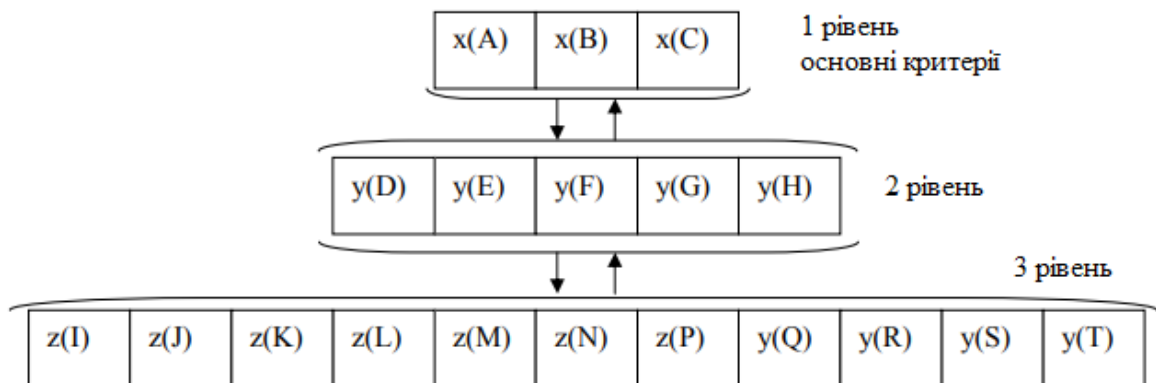 x(A) x(B) x(C)
1 рівень
основні критерії
y(D) y(E) y(F) y(G) y(H)
2 рівень
3 рівень
z(I) z(J) z(K) z(L) z(M) z(N) z(P) y(Q) y(R) y(S) y(T)